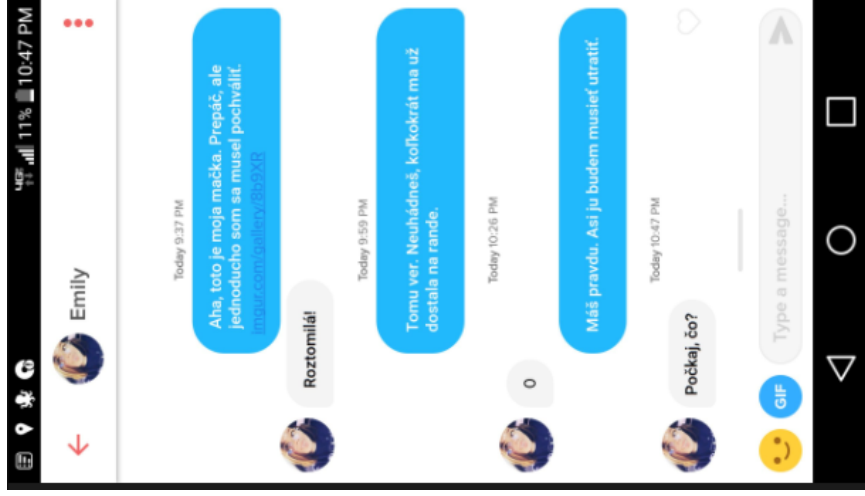 4G 11% 10:47 PM
Emily
Today 9:37 PM
Aha, toto je moja mačka. Prepáč, ale
jednoducho som sa musel pochváliť.
imgur.com/gallery/8b9XR
Roztomilá!
Today 9:59 PM
Tomu ver. Neuhádneš, koľkokrát ma už
dostala na rande.
Today 10:26 PM
0
Máš pravdu. Asi ju budem musieť utratiť.
Today 10:47 PM
Počkaj, čo?
GIF
Type a message...